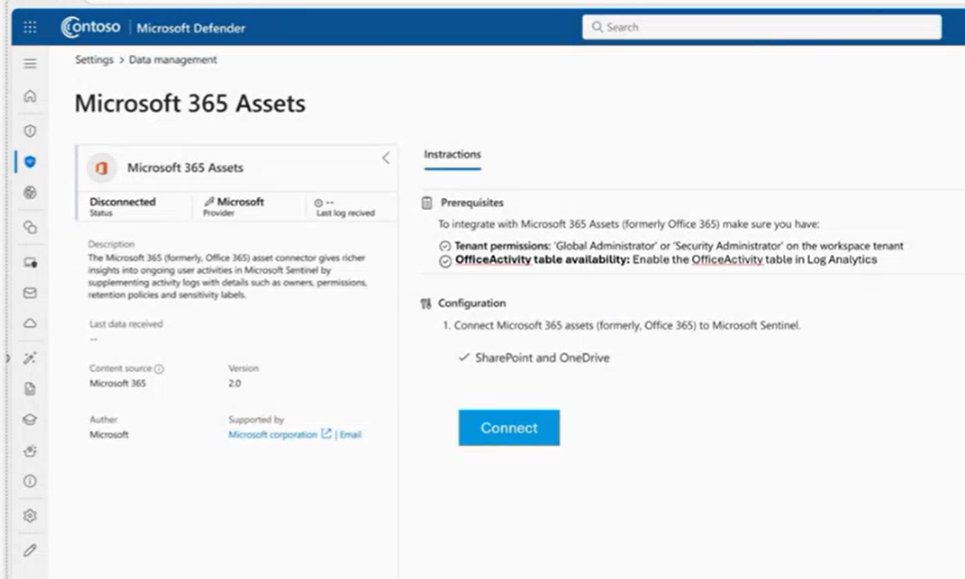 Contoso | Microsoft Defender
Search
Settings > Data management
Microsoft 365 Assets
Microsoft 365 Assets
Disconnected
Status
Microsoft
Provider
--
Last log recived
Description
The Microsoft 365 (formerly, Office 365) asset connector gives richer
insights into ongoing user activities in Microsoft Sentinel by
supplementing activity logs with details such as owners, permissions,
retention policies and sensitivity labels.
Last data received
--
Content source
Microsoft 365
Version
2.0
Auther
Microsoft
Supported by
Microsoft corporation | Email
Instractions
Prerequisites
To integrate with Microsoft 365 Assets (formerly Office 365) make sure you have:
Tenant permissions: 'Global Administrator' or 'Security Administrator' on the workspace tenant
OfficeActivity table availability: Enable the OfficeActivity table in Log Analytics
Configuration
1. Connect Microsoft 365 assets (formerly, Office 365) to Microsoft Sentinel.
SharePoint and OneDrive
Connect